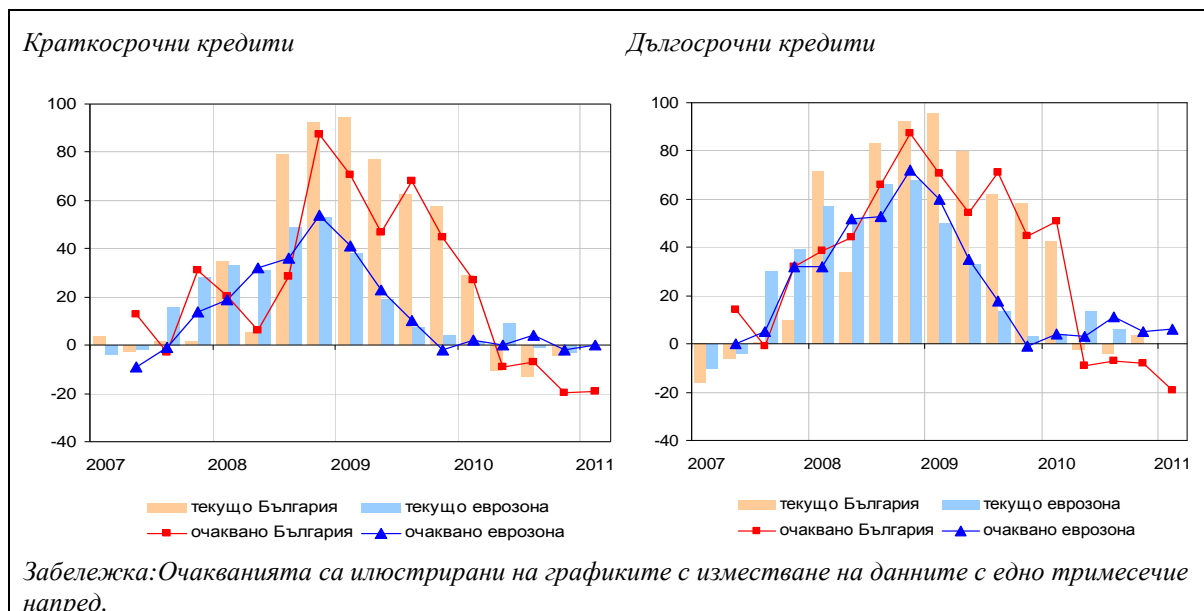 Краткосрочни кредити
Дългосрочни кредити
100
80
60
40
20
0
-20
-40
2007
2008
2009
2010
2011
текущо България
текущо еврозона
очаквано България
очаквано еврозона
100
80
60
40
20
0
-20
-40
2007
2008
2009
2010
2011
текущо България
текущо еврозона
очаквано България
очаквано еврозона
Забележка:Очакванията са илюстрирани на графиките с изместване на данните с едно тримесечие
напред.